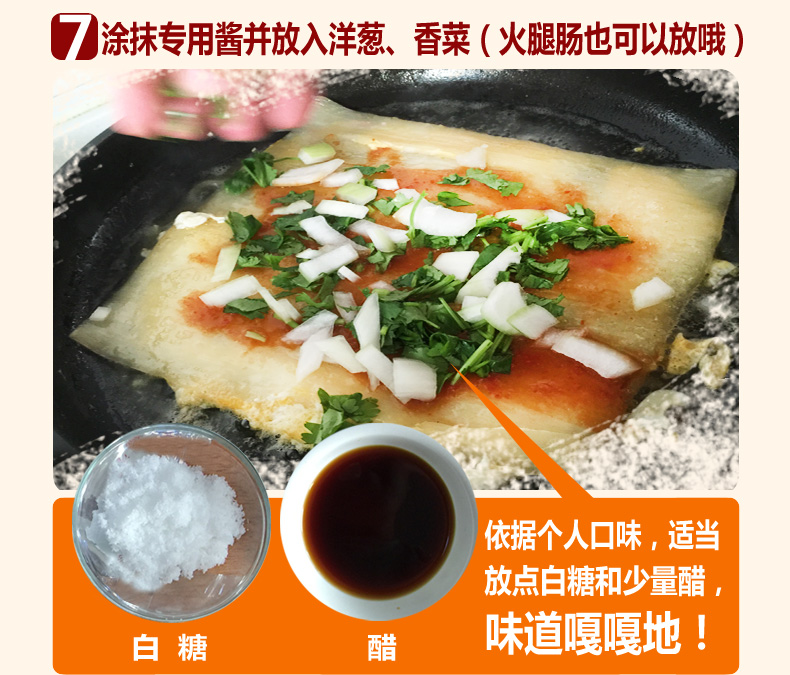 7 涂抹专用酱并放入洋葱、香菜（火腿肠也可以放哦）
依据个人口味，适当
放点白糖和少量醋，
味道嘎嘎地！
白 糖
醋